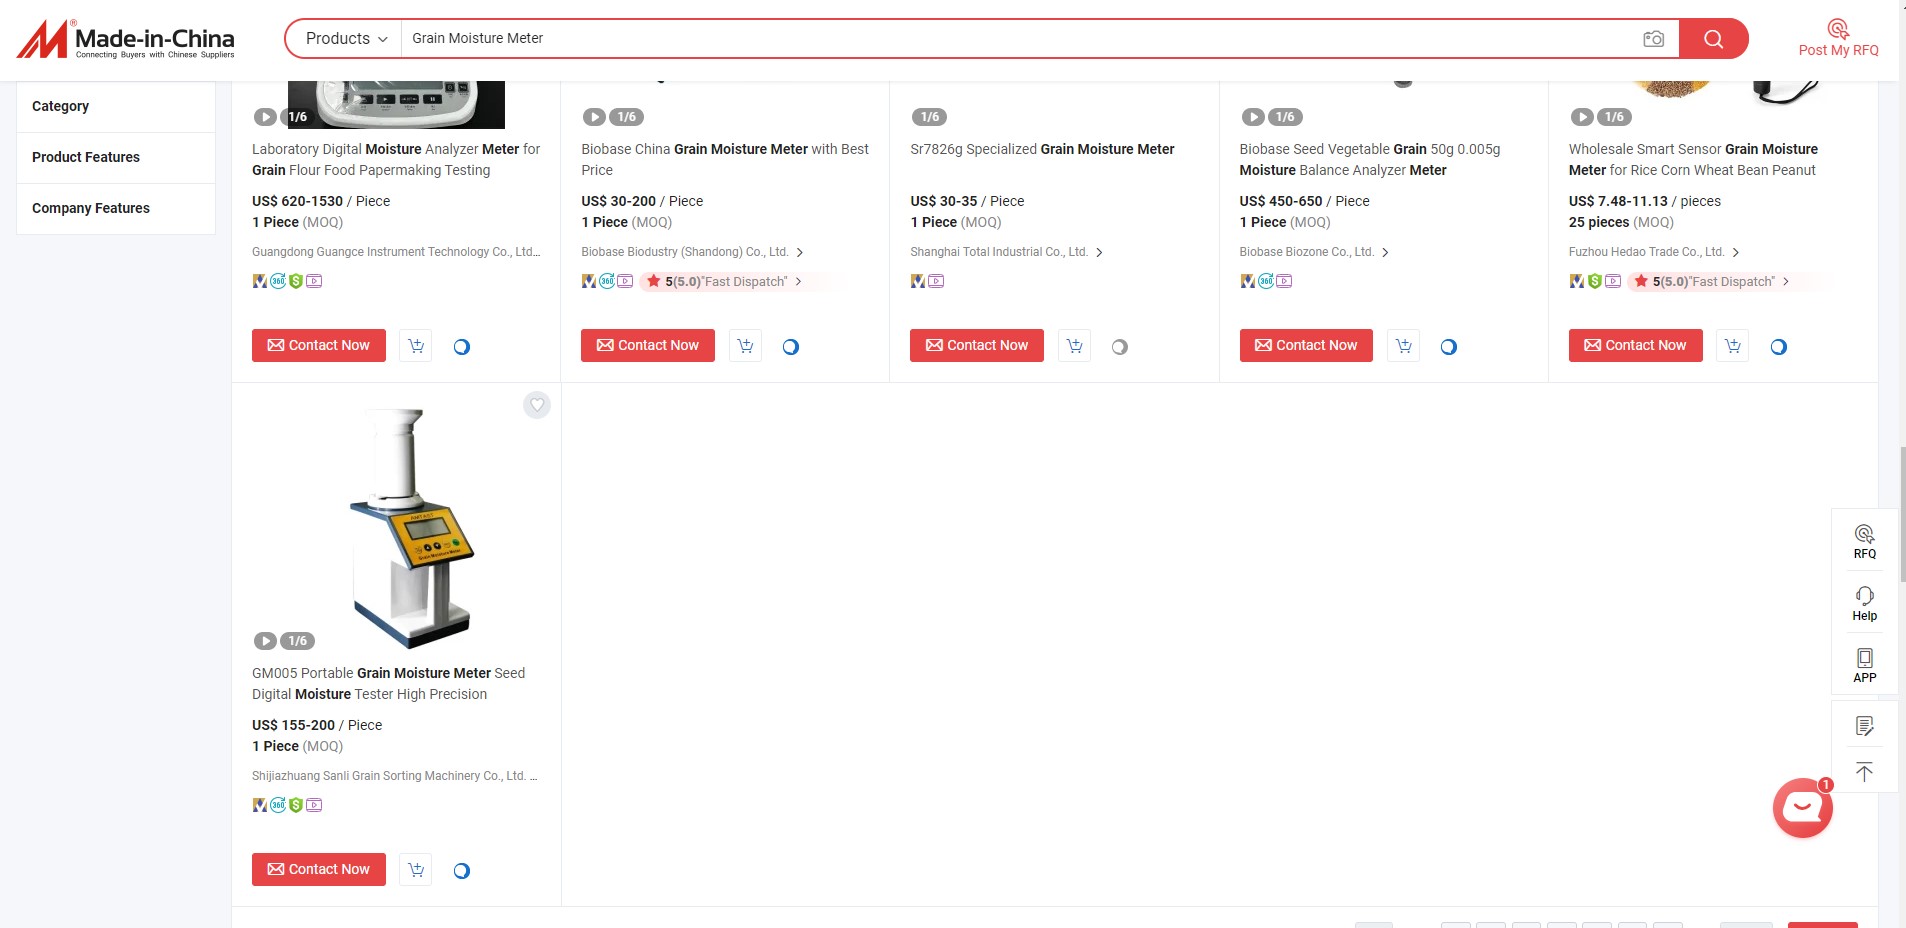 Made-in-China
Connecting Buyers with Chinese Suppliers
Products
Grain Moisture Meter
Post My RFQ
Category
Product Features
Company Features
1/6
Laboratory Digital Moisture Analyzer Meter for
Grain Flour Food Papermaking Testing
US$ 620-1530 / Piece
1 Piece (MOQ)
Guangdong Guangce Instrument Technology Co., Ltd...
Contact Now
1/6
Biobase China Grain Moisture Meter with Best
Price
US$ 30-200 / Piece
1 Piece (MOQ)
Biobase Biodustry (Shandong) Co., Ltd.
5(5.0)"Fast Dispatch"
Contact Now
1/6
Sr7826g Specialized Grain Moisture Meter
US$ 30-35 / Piece
1 Piece (MOQ)
Shanghai Total Industrial Co., Ltd.
Contact Now
1/6
Biobase Seed Vegetable Grain 50g 0.005g
Moisture Balance Analyzer Meter
US$ 450-650 / Piece
1 Piece (MOQ)
Biobase Biozone Co., Ltd.
Contact Now
1/6
Wholesale Smart Sensor Grain Moisture
Meter for Rice Corn Wheat Bean Peanut
US$ 7.48-11.13 / pieces
25 pieces (MOQ)
Fuzhou Hedao Trade Co., Ltd.
5(5.0)"Fast Dispatch"
Contact Now
Grain Moisture Meter
1/6
GM005 Portable Grain Moisture Meter Seed
Digital Moisture Tester High Precision
US$ 155-200 / Piece
1 Piece (MOQ)
Shijiazhuang Sanli Grain Sorting Machinery Co., Ltd. ...
Contact Now
RFQ
Help
APP
1